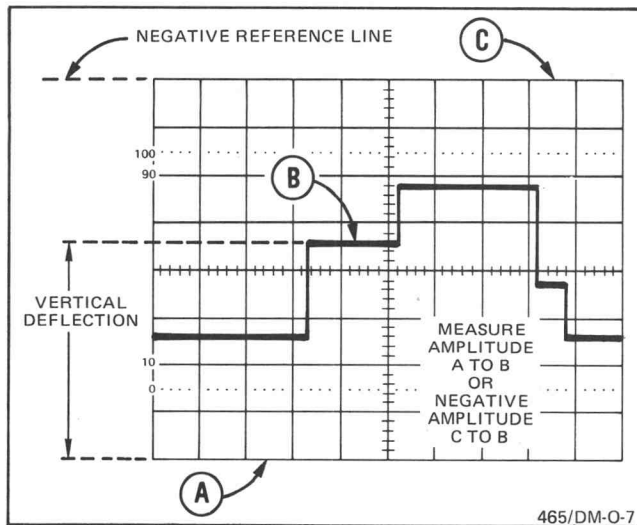 NEGATIVE REFERENCE LINE
C
100
90
B
VERTICAL
DEFLECTION
MEASURE
AMPLITUDE
A TO B
OR
NEGATIVE
AMPLITUDE
C TO B
10
0
A
465/DM-O-7